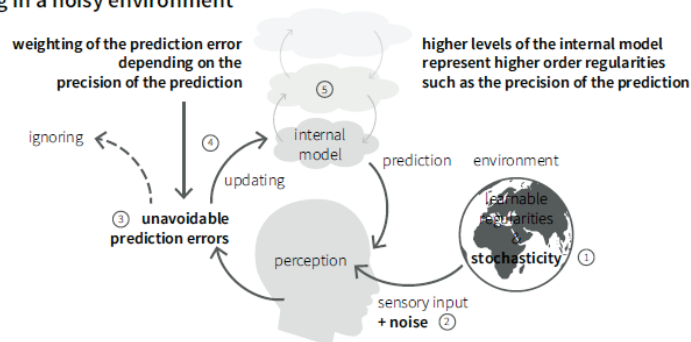 g in a noisy environment
weighting of the prediction error
depending on the
precision of the prediction
higher levels of the internal model
represent higher order regularities
such as the precision of the prediction
⑤
ignoring
④
internal
model
prediction
environment
updating
learnable
regularities
&
stochasticity ①
③ unavoidable
prediction errors
perception
sensory input
+ noise ②